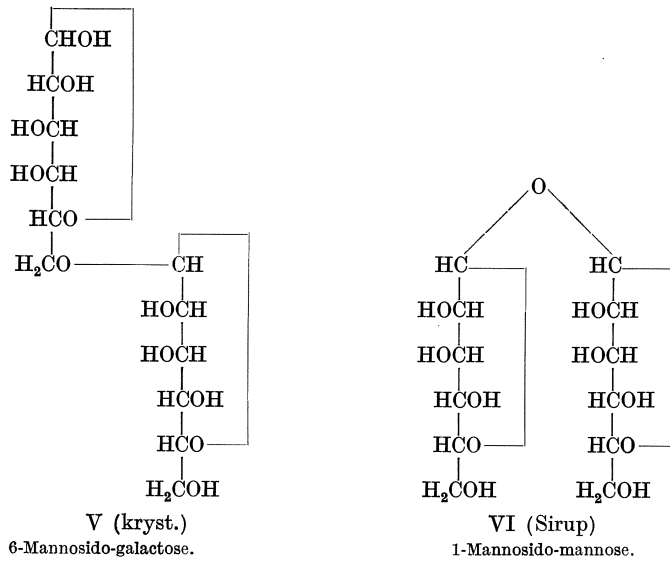 CHOH
HCOH
HOCH
HOCH
HCO
H₂CO CH
HOCH
HOCH
HCOH
HCO
H₂COH
V (kryst.)
6-Mannosido-galactose.
O
HC HC
HOCH HOCH
HOCH HOCH
HCOH HCOH
HCO HCO
H₂COH H₂COH
VI (Sirup)
1-Mannosido-mannose.